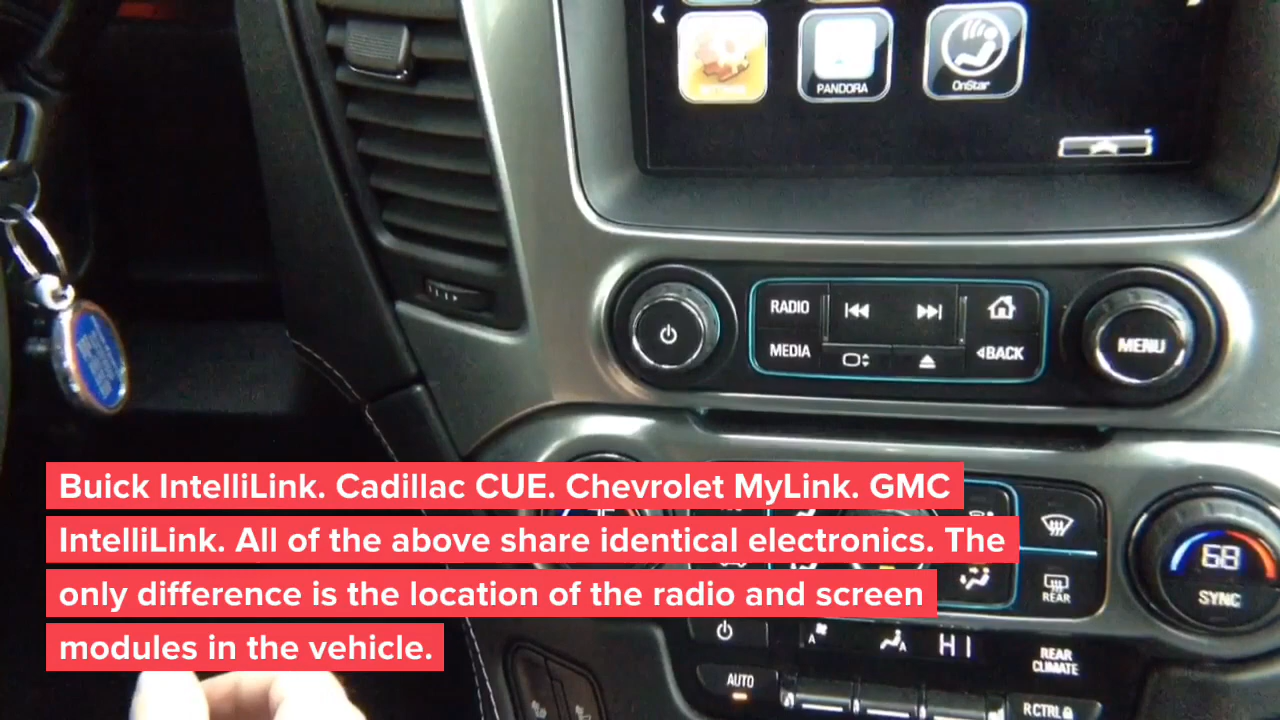 PANDORA
OnStar
RADIO
MEDIA
BACK
MENU
Buick IntelliLink. Cadillac CUE. Chevrolet MyLink. GMC
IntelliLink. All of the above share identical electronics. The
only difference is the location of the radio and screen
modules in the vehicle.
68
SYNC
REAR
A
A
HI
REAR
CLIMATE
AUTO
R CTRL